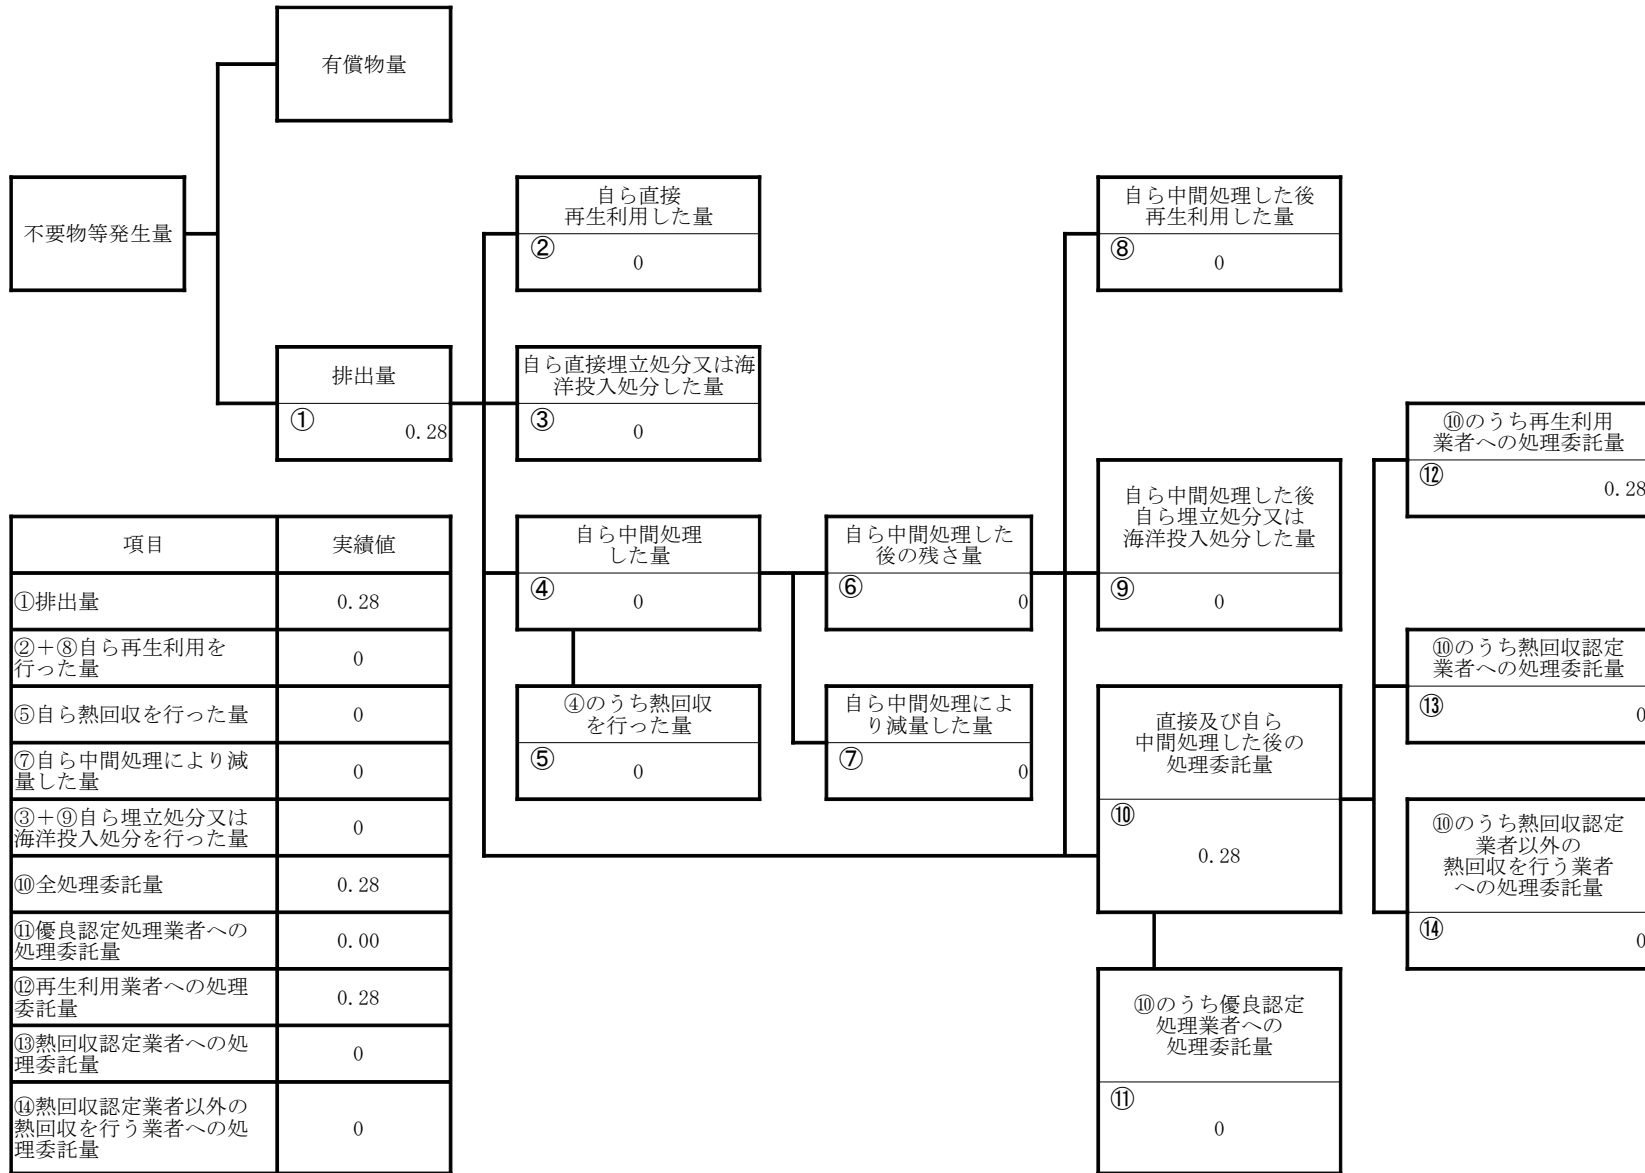 有償物量
不要物等発生量
自ら直接
再生利用した量
②
0
自ら中間処理した後
再生利用した量
⑧
0
排出量
①
0.28
自ら直接埋立処分又は海
洋投入処分した量
③
0
⑩のうち再生利用
業者への処理委託量
⑫
0.28
自ら中間処理した後
自ら埋立処分又は
海洋投入処分した量
⑨
0
自ら中間処理
した量
④
0
自ら中間処理した
後の残さ量
⑥
0
⑩のうち熱回収認定
業者への処理委託量
⑬
0
④のうち熱回収
を行った量
⑤
0
自ら中間処理によ
り減量した量
⑦
0
直接及び自ら
中間処理した後の
処理委託量
⑩
0.28
⑩のうち熱回収認定
業者以外の
熱回収を行う業者
への処理委託量
⑭
0
⑩のうち優良認定
処理業者への
処理委託量
⑪
0
項目 実績値
①排出量 0.28
②＋⑧自ら再生利用を
行った量 0
⑤自ら熱回収を行った量 0
⑦自ら中間処理により減
量した量 0
③＋⑨自ら埋立処分又は
海洋投入処分を行った量 0
⑩全処理委託量 0.28
⑪優良認定処理業者への
処理委託量 0.00
⑫再生利用業者への処理
委託量 0.28
⑬熱回収認定業者への処
理委託量 0
⑭熱回収認定業者以外の
熱回収を行う業者への処 0
理委託量